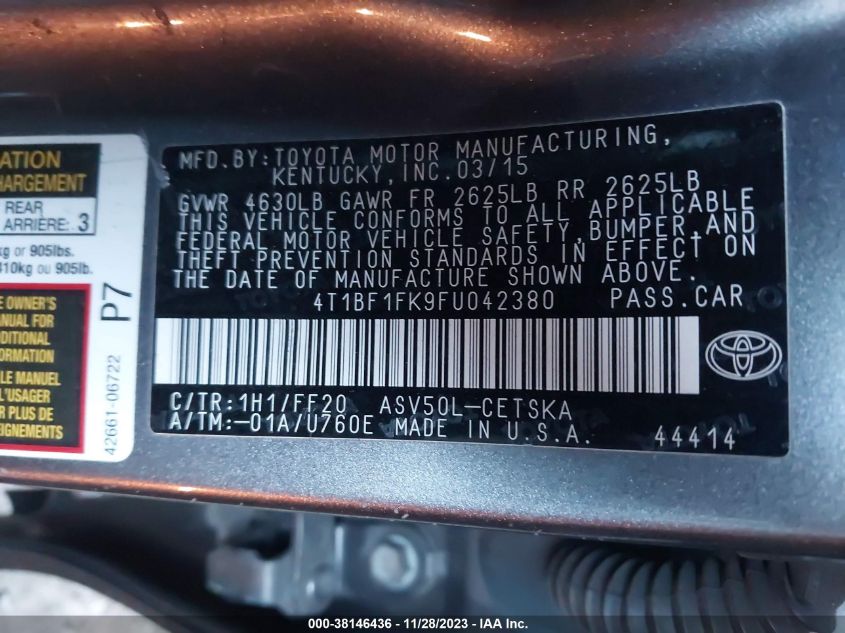 ATION
HARGEMENT
REAR
ARRIÈRE: 3
kg or 905lbs.
410kg ou 905lb.
E OWNER'S
MANUAL FOR
DITIONAL
FORMATION
LE MANUEL
L'USAGER
PLUS DE
EIGNEMENTS
P7
42661-06722
MFD. BY: TOYOTA MOTOR MANUFACTURING,
KENTUCKY, INC. 03/15
GVWR 4630LB GAWR FR 2625LB RR 2625LB
THIS VEHICLE CONFORMS TO ALL APPLICABLE
FEDERAL MOTOR VEHICLE SAFETY, BUMPER, AND
THEFT PREVENTION STANDARDS IN EFFECT ON
THE DATE OF MANUFACTURE SHOWN ABOVE.
4T1BF1FK9FU042380 PASS. CAR
C/TR: 1H1/FF20 ASV50L-CETSKA
A/TM: -01A/U760E MADE IN U.S.A. 44414
000-38146436 - 11/28/2023 - IAA Inc.